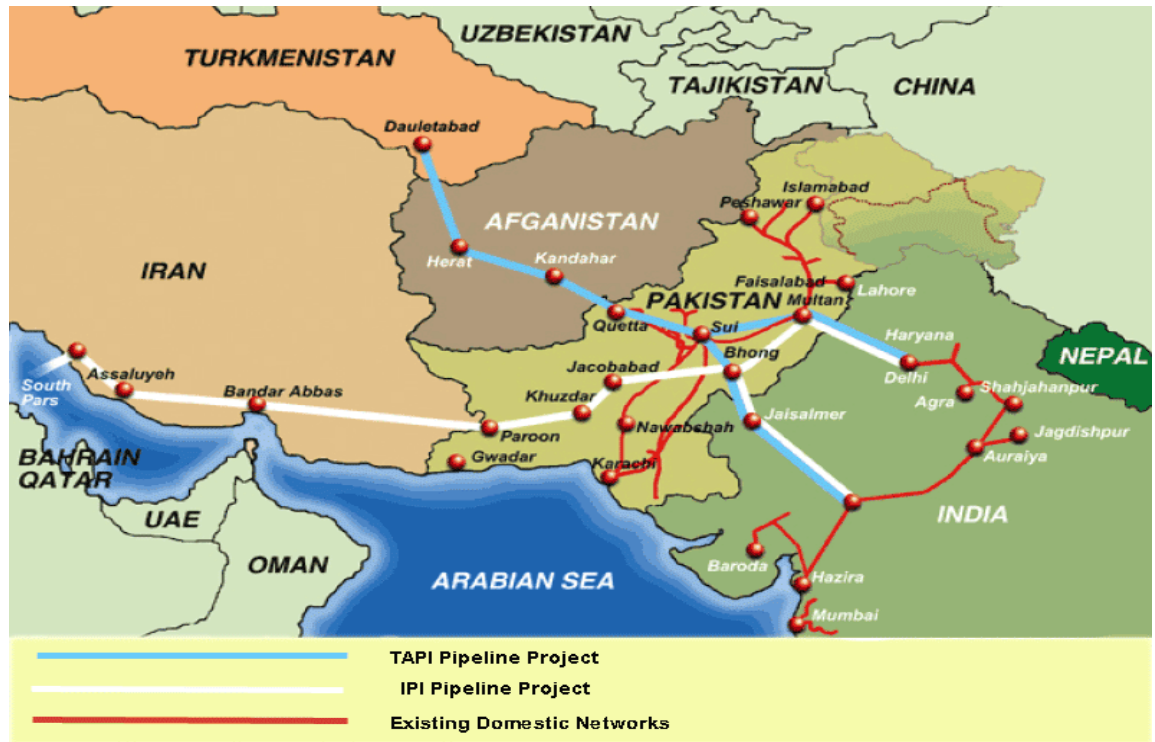 UZBEKISTAN
TURKMENISTAN
TAJIKISTAN
CHINA
Dauletabad
Islamabad
Peshawar
AFGANISTAN
Herat
Kandahar
IRAN
Faisalabad
Lahore
PAKISTAN
Multan
Quetta
Sui
Haryana
Bhong
NEPAL
Delhi
Jacobabad
South
Pars
Assaluyeh
Bandar Abbas
Khuzdar
Agra
Shahjahanpur
Jaisalmer
Nawabshah
Paroon
Jagdishpur
Auraiya
Gwadar
Karachi
BAHRAIN
QATAR
UAE
INDIA
OMAN
ARABIAN SEA
Baroda
Hazira
Mumbai
TAPI Pipeline Project
IPI Pipeline Project
Existing Domestic Networks